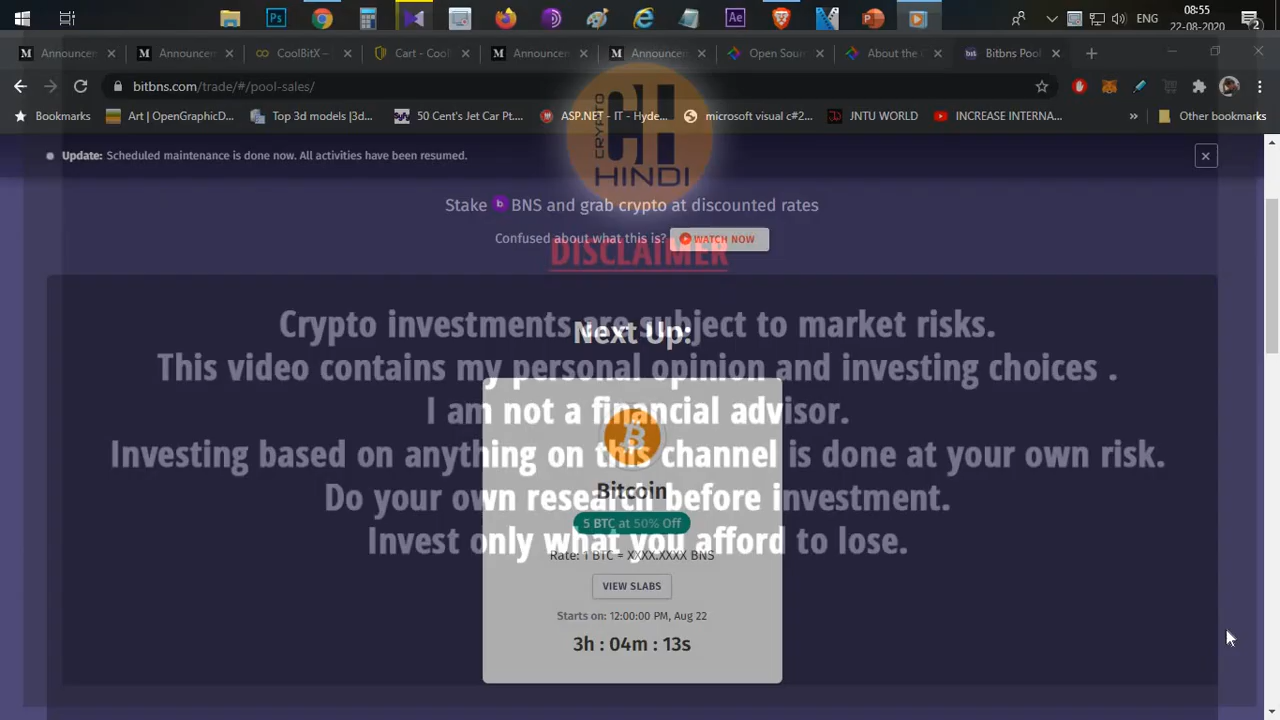 08:55
ENG
22-08-2020
2
Announcem
Announcem
CoolBitX –
Cart - Cool
Announcem
Announcem
Open Sour
About the
Bitbns Pool
bitbns.com/trade/#/pool-sales/
Bookmarks
Art | OpenGraphicD...
Top 3d models |3d...
50 Cent's Jet Car Pt....
ASP.NET - IT - Hyde...
microsoft visual c#2...
JNTU WORLD
INCREASE INTERNA...
Other bookmarks
CRYPTO
CH
HINDI
Update: Scheduled maintenance is done now. All activities have been resumed.
Stake BNS and grab crypto at discounted rates
Confused about what this is? WATCH NOW
DISCLAIMER
Crypto investments are subject to market risks.
Next Up:
This video contains my personal opinion and investing choices .
I am not a financial advisor.
Investing based on anything on this channel is done at your own risk.
Bitcoin
Do your own research before investment.
5 BTC at 50% Off
Invest only what you afford to lose.
Rate: 1 BTC = XXXX.XXXX BNS
VIEW SLABS
Starts on: 12:00:00 PM, Aug 22
3h : 04m : 13s